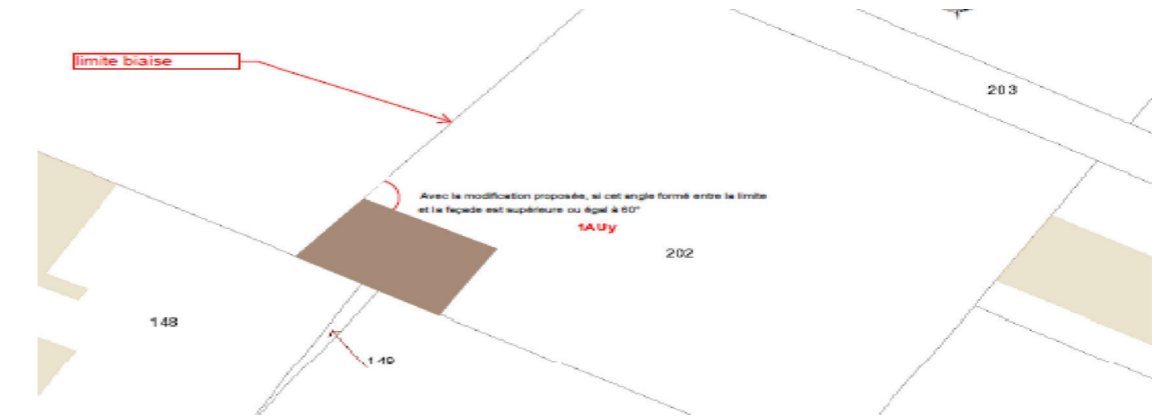 limite biaise
203
Avec la modification proposée, si cet angle formé entre la limite
et la façade est supérieure ou égal à 60°
1AUy
202
148
149